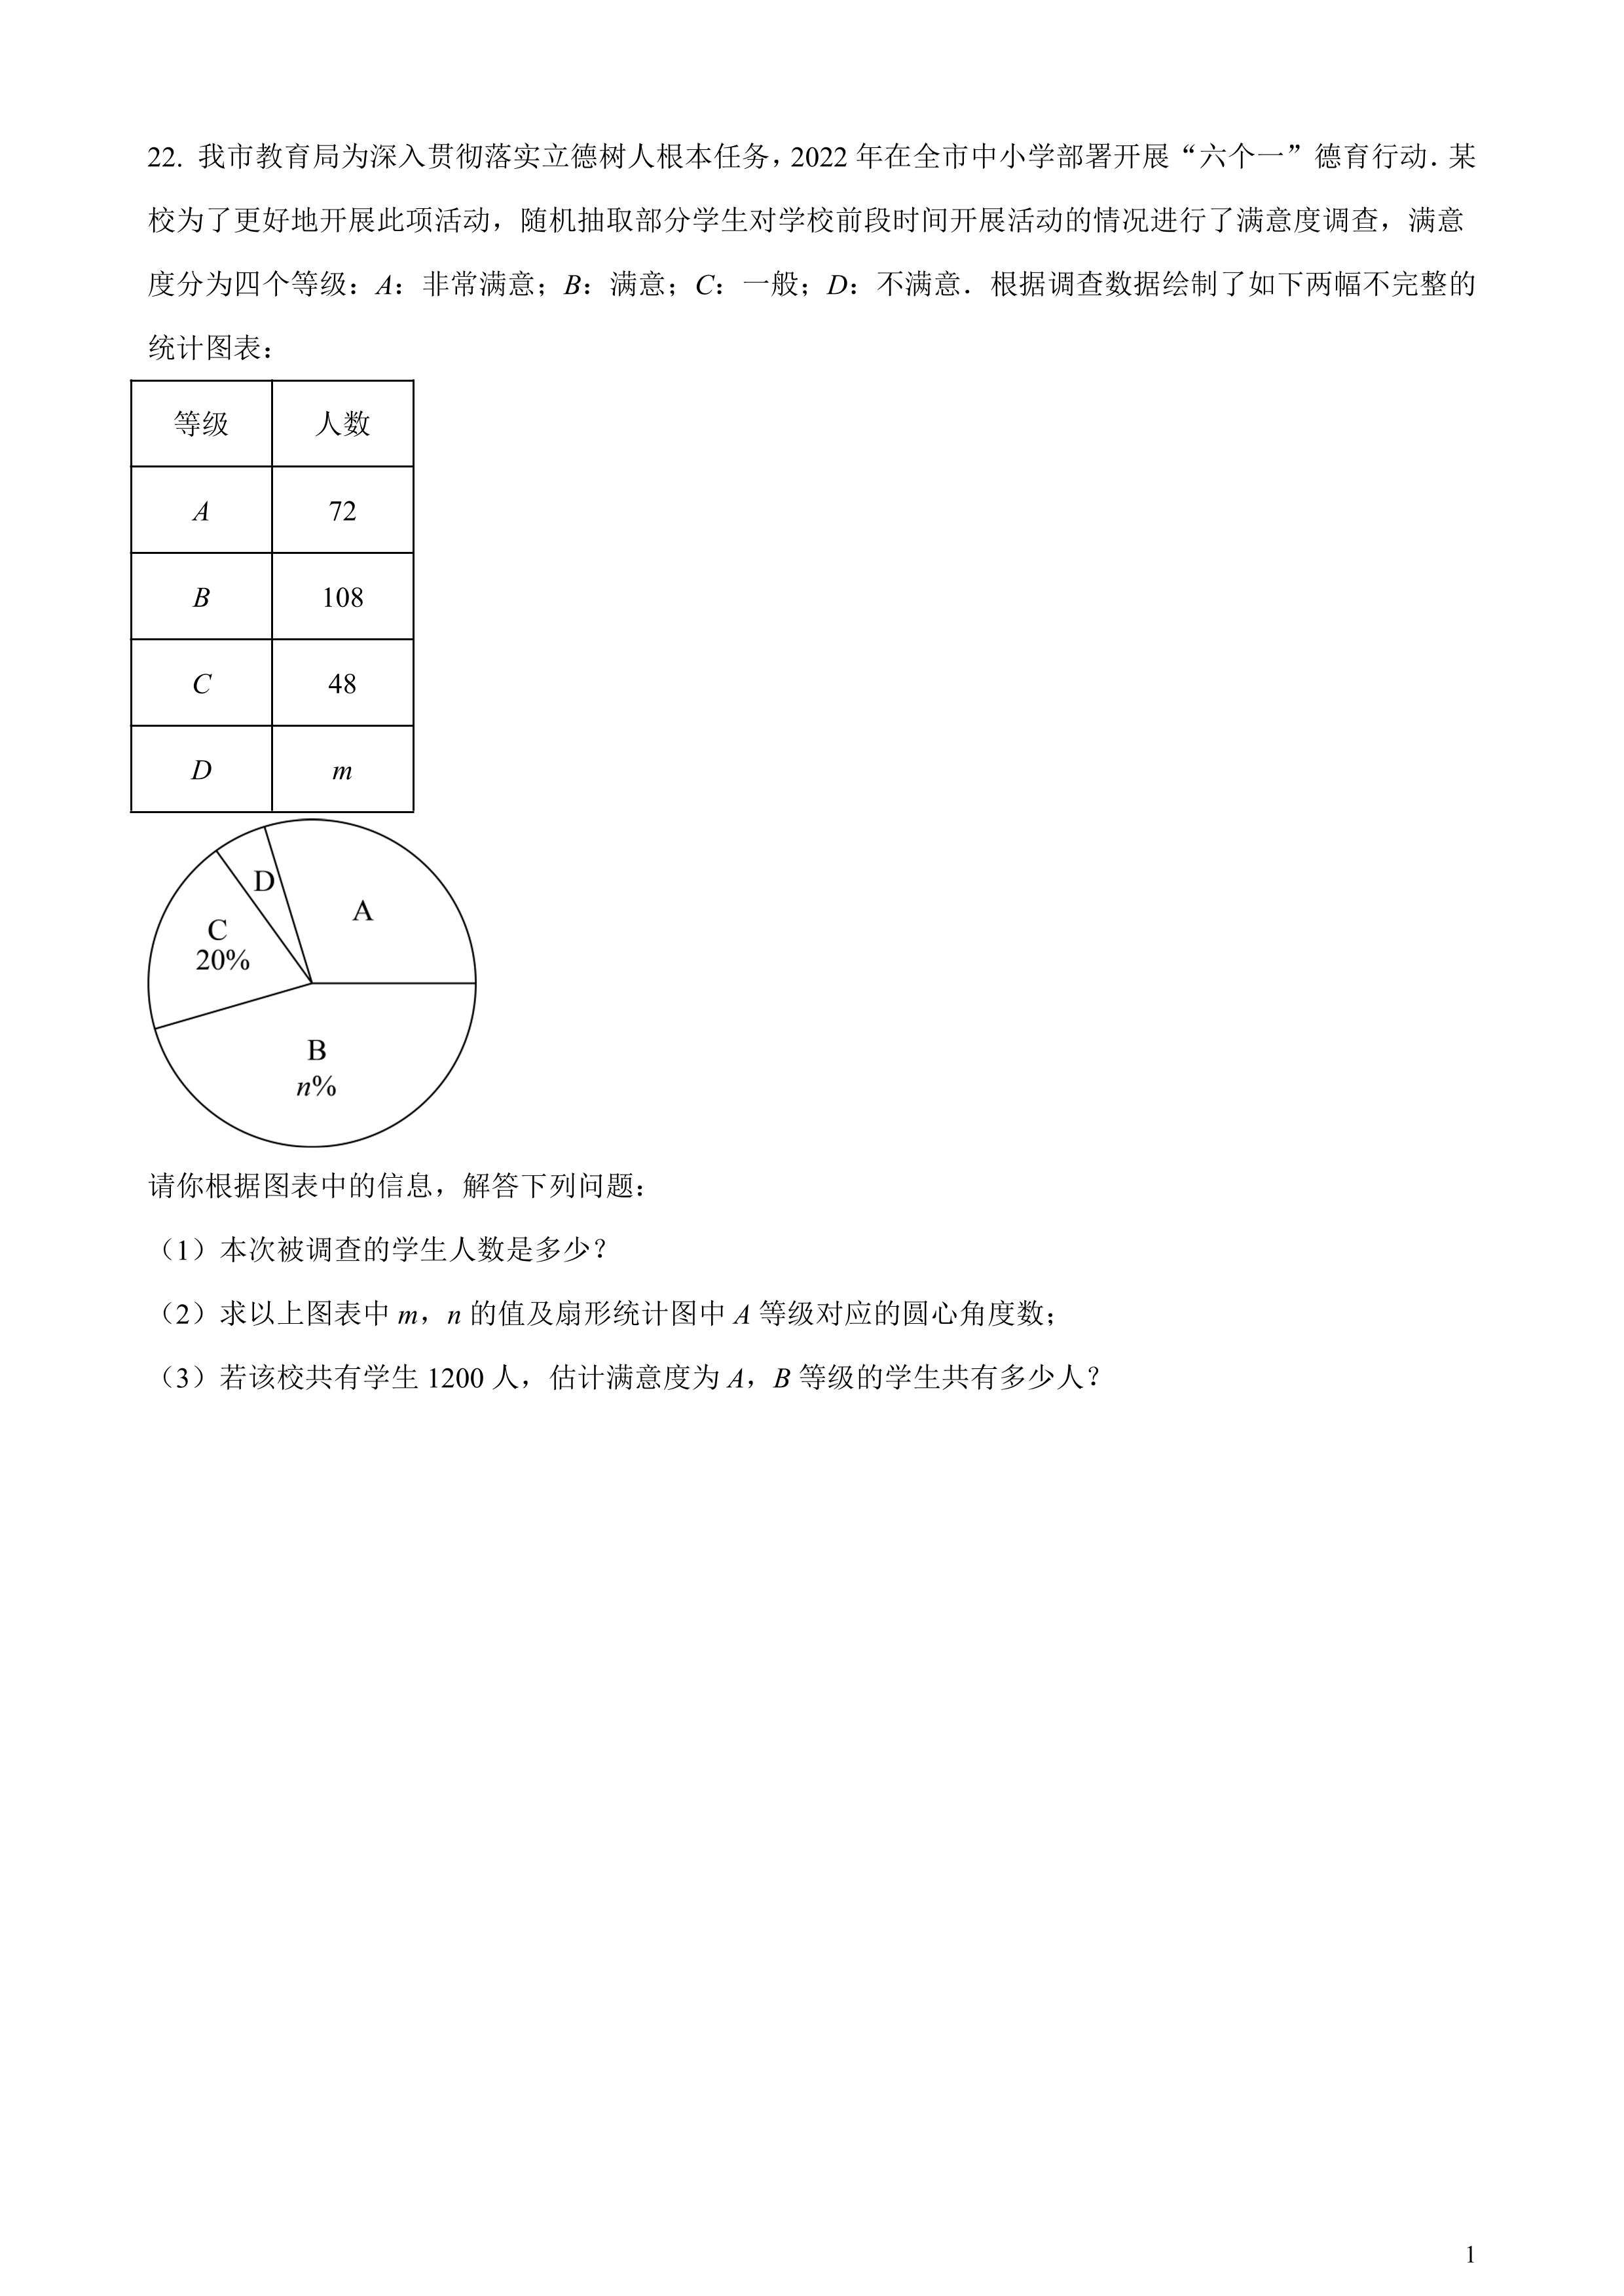 22. 我市教育局为深入贯彻落实立德树人根本任务，2022 年在全市中小学部署开展“六个一”德育行动．某
校为了更好地开展此项活动，随机抽取部分学生对学校前段时间开展活动的情况进行了满意度调查，满意
度分为四个等级：A：非常满意；B：满意；C：一般；D：不满意．根据调查数据绘制了如下两幅不完整的
统计图表：
等级 人数
A 72
B 108
C 48
D m
D
A
C
20%
B
n%
请你根据图表中的信息，解答下列问题：
（1）本次被调查的学生人数是多少？
（2）求以上图表中 m，n 的值及扇形统计图中 A 等级对应的圆心角度数；
（3）若该校共有学生 1200 人，估计满意度为 A，B 等级的学生共有多少人？
1